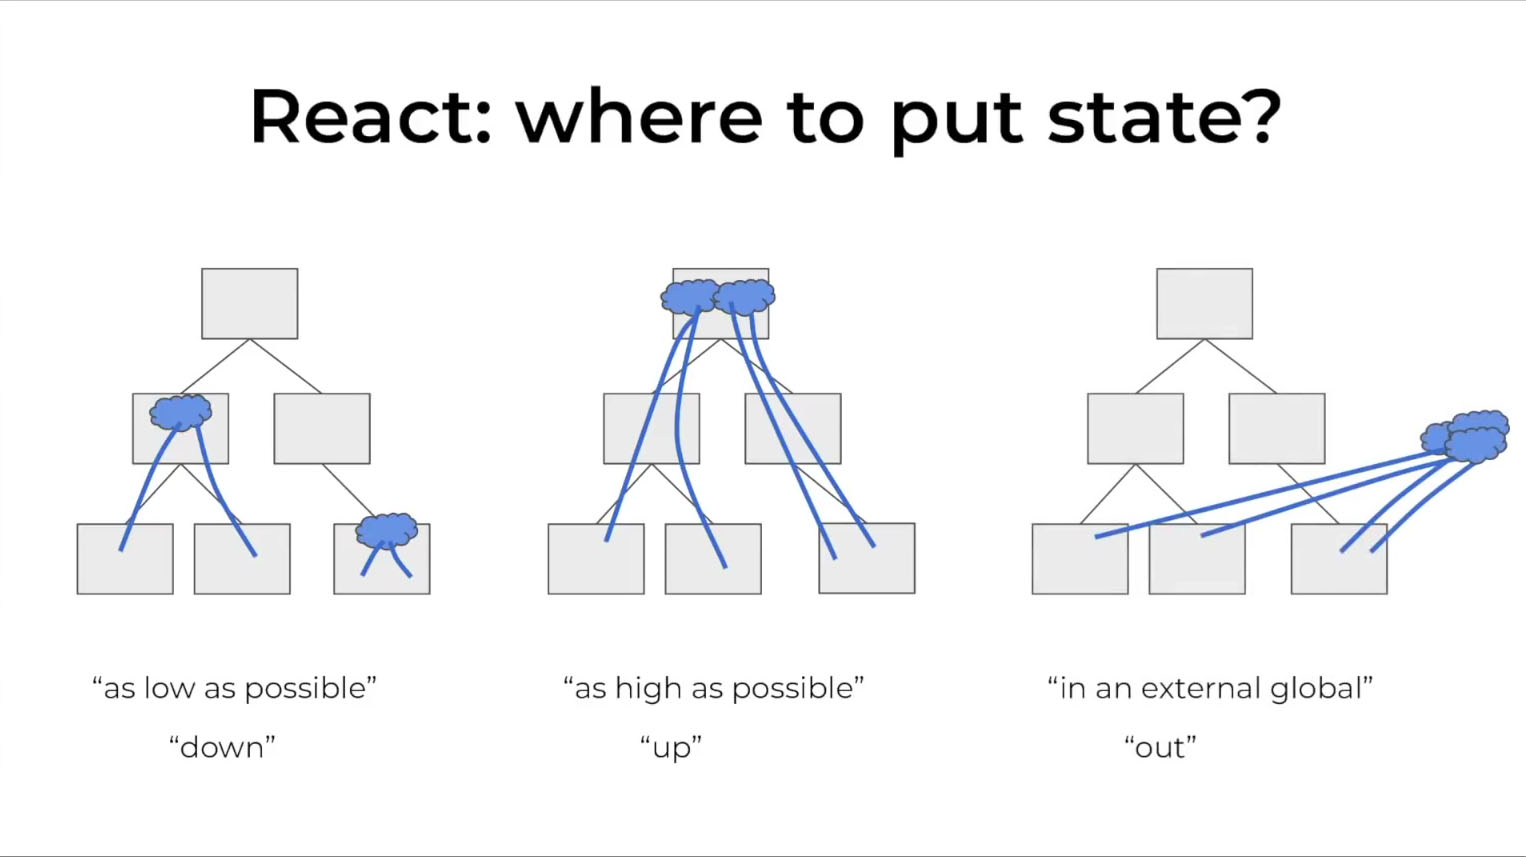 React: where to put state?
“as low as possible”
“down”
“as high as possible”
“up”
“in an external global”
“out”